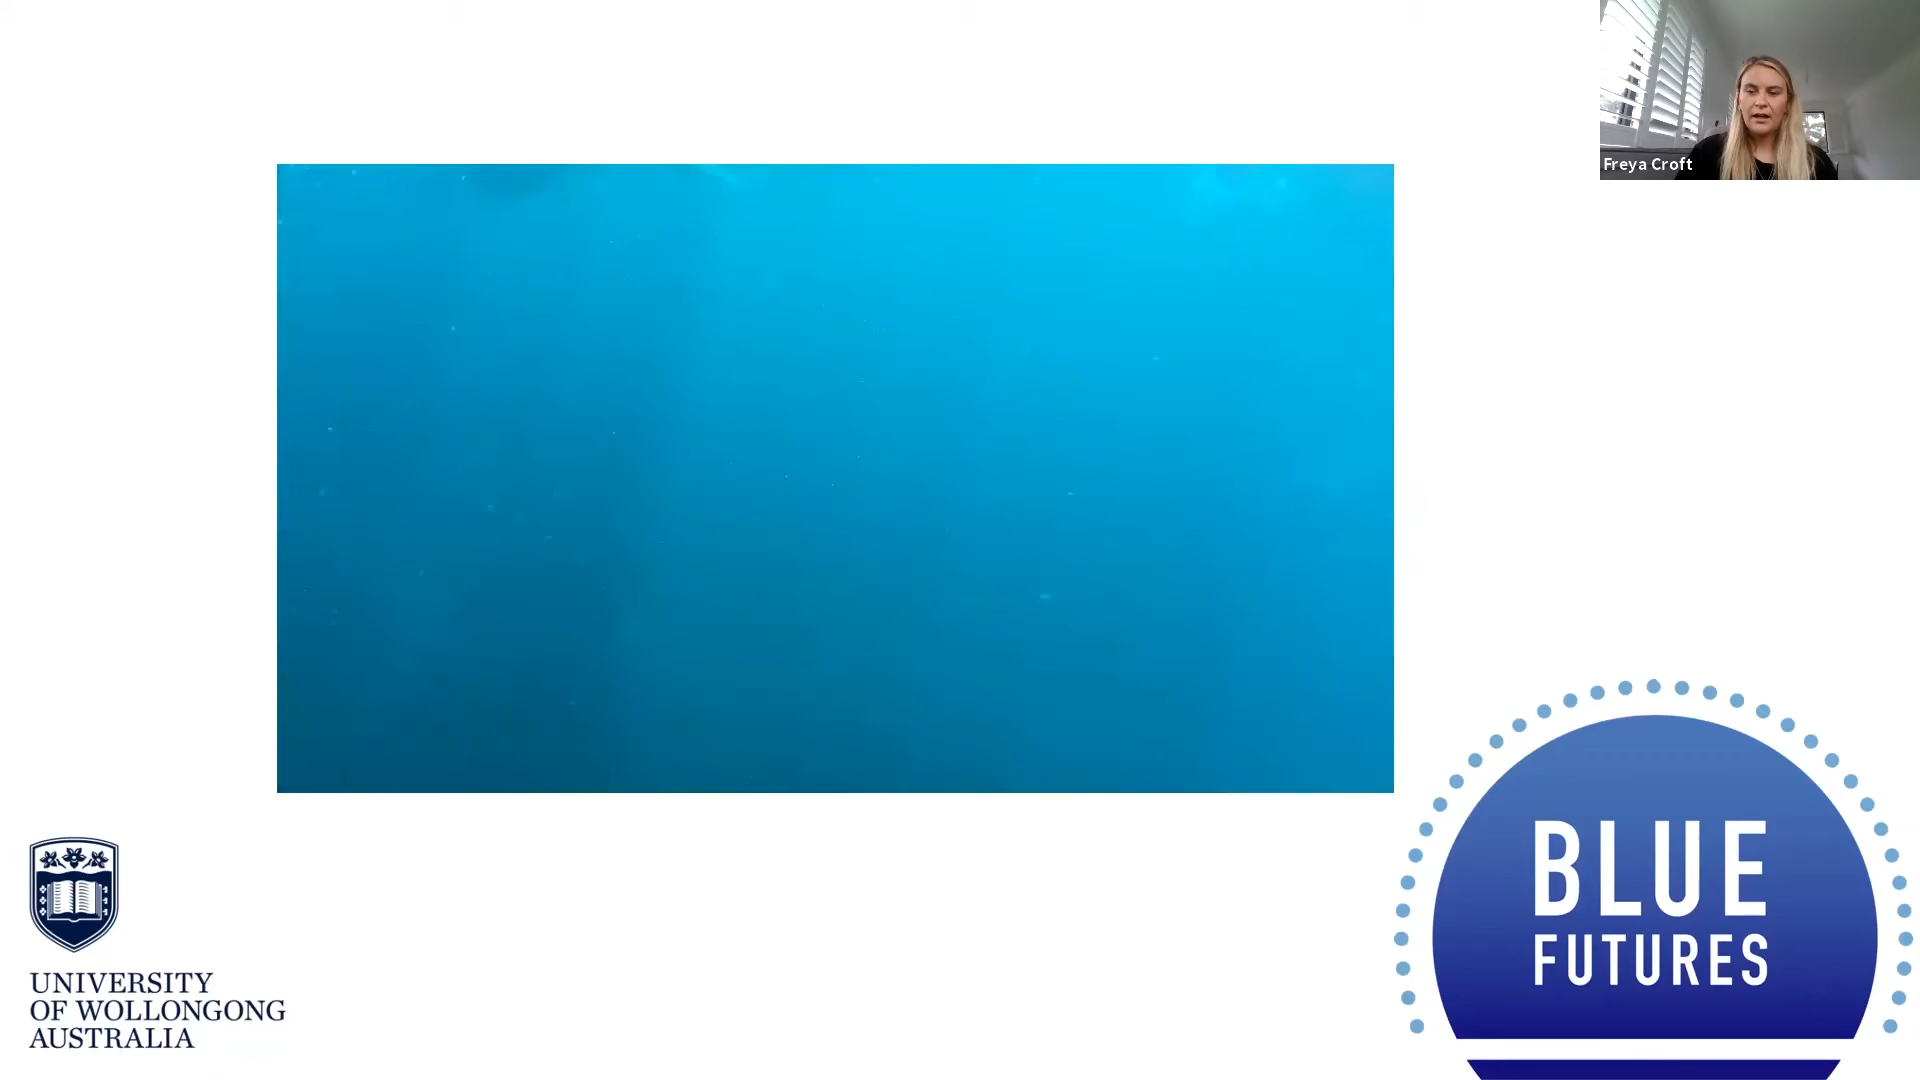 Freya Croft
BLUE
FUTURES
UNIVERSITY
OF WOLLONGONG
AUSTRALIA